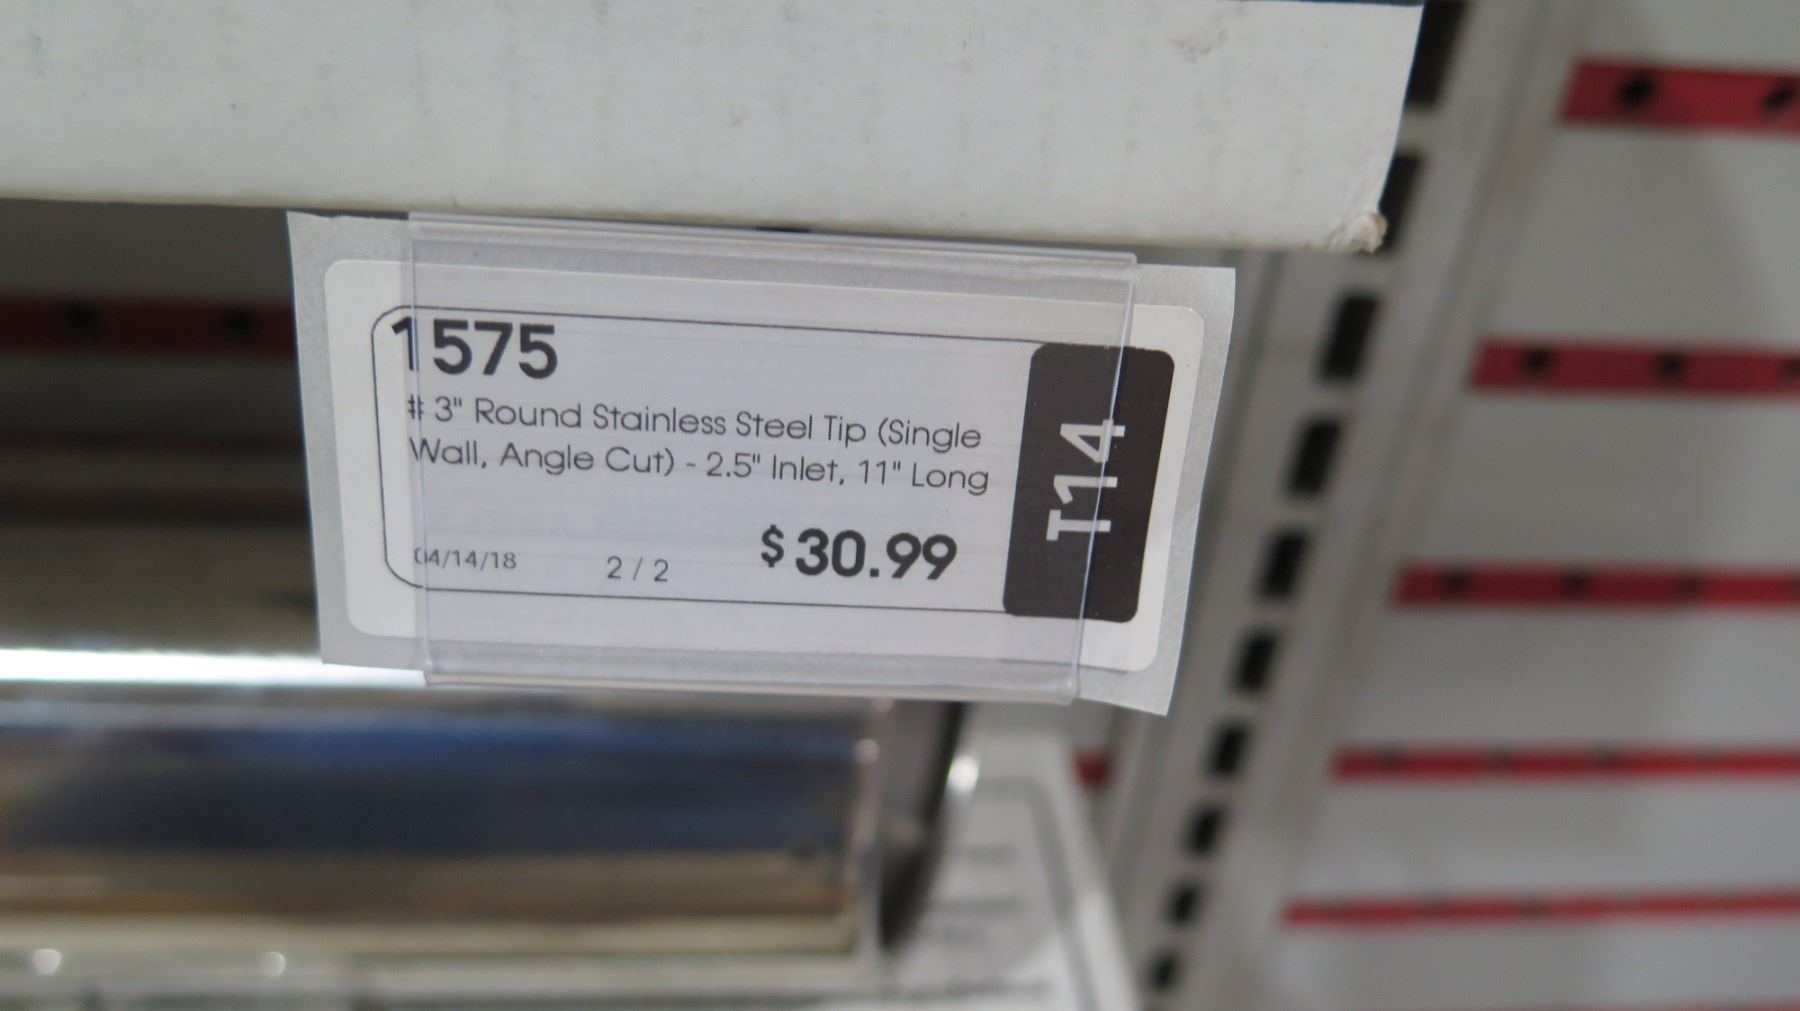 1575
# 3" Round Stainless Steel Tip (Single
Wall, Angle Cut) - 2.5" Inlet, 11" Long
04/14/18 2 / 2 $30.99
T14